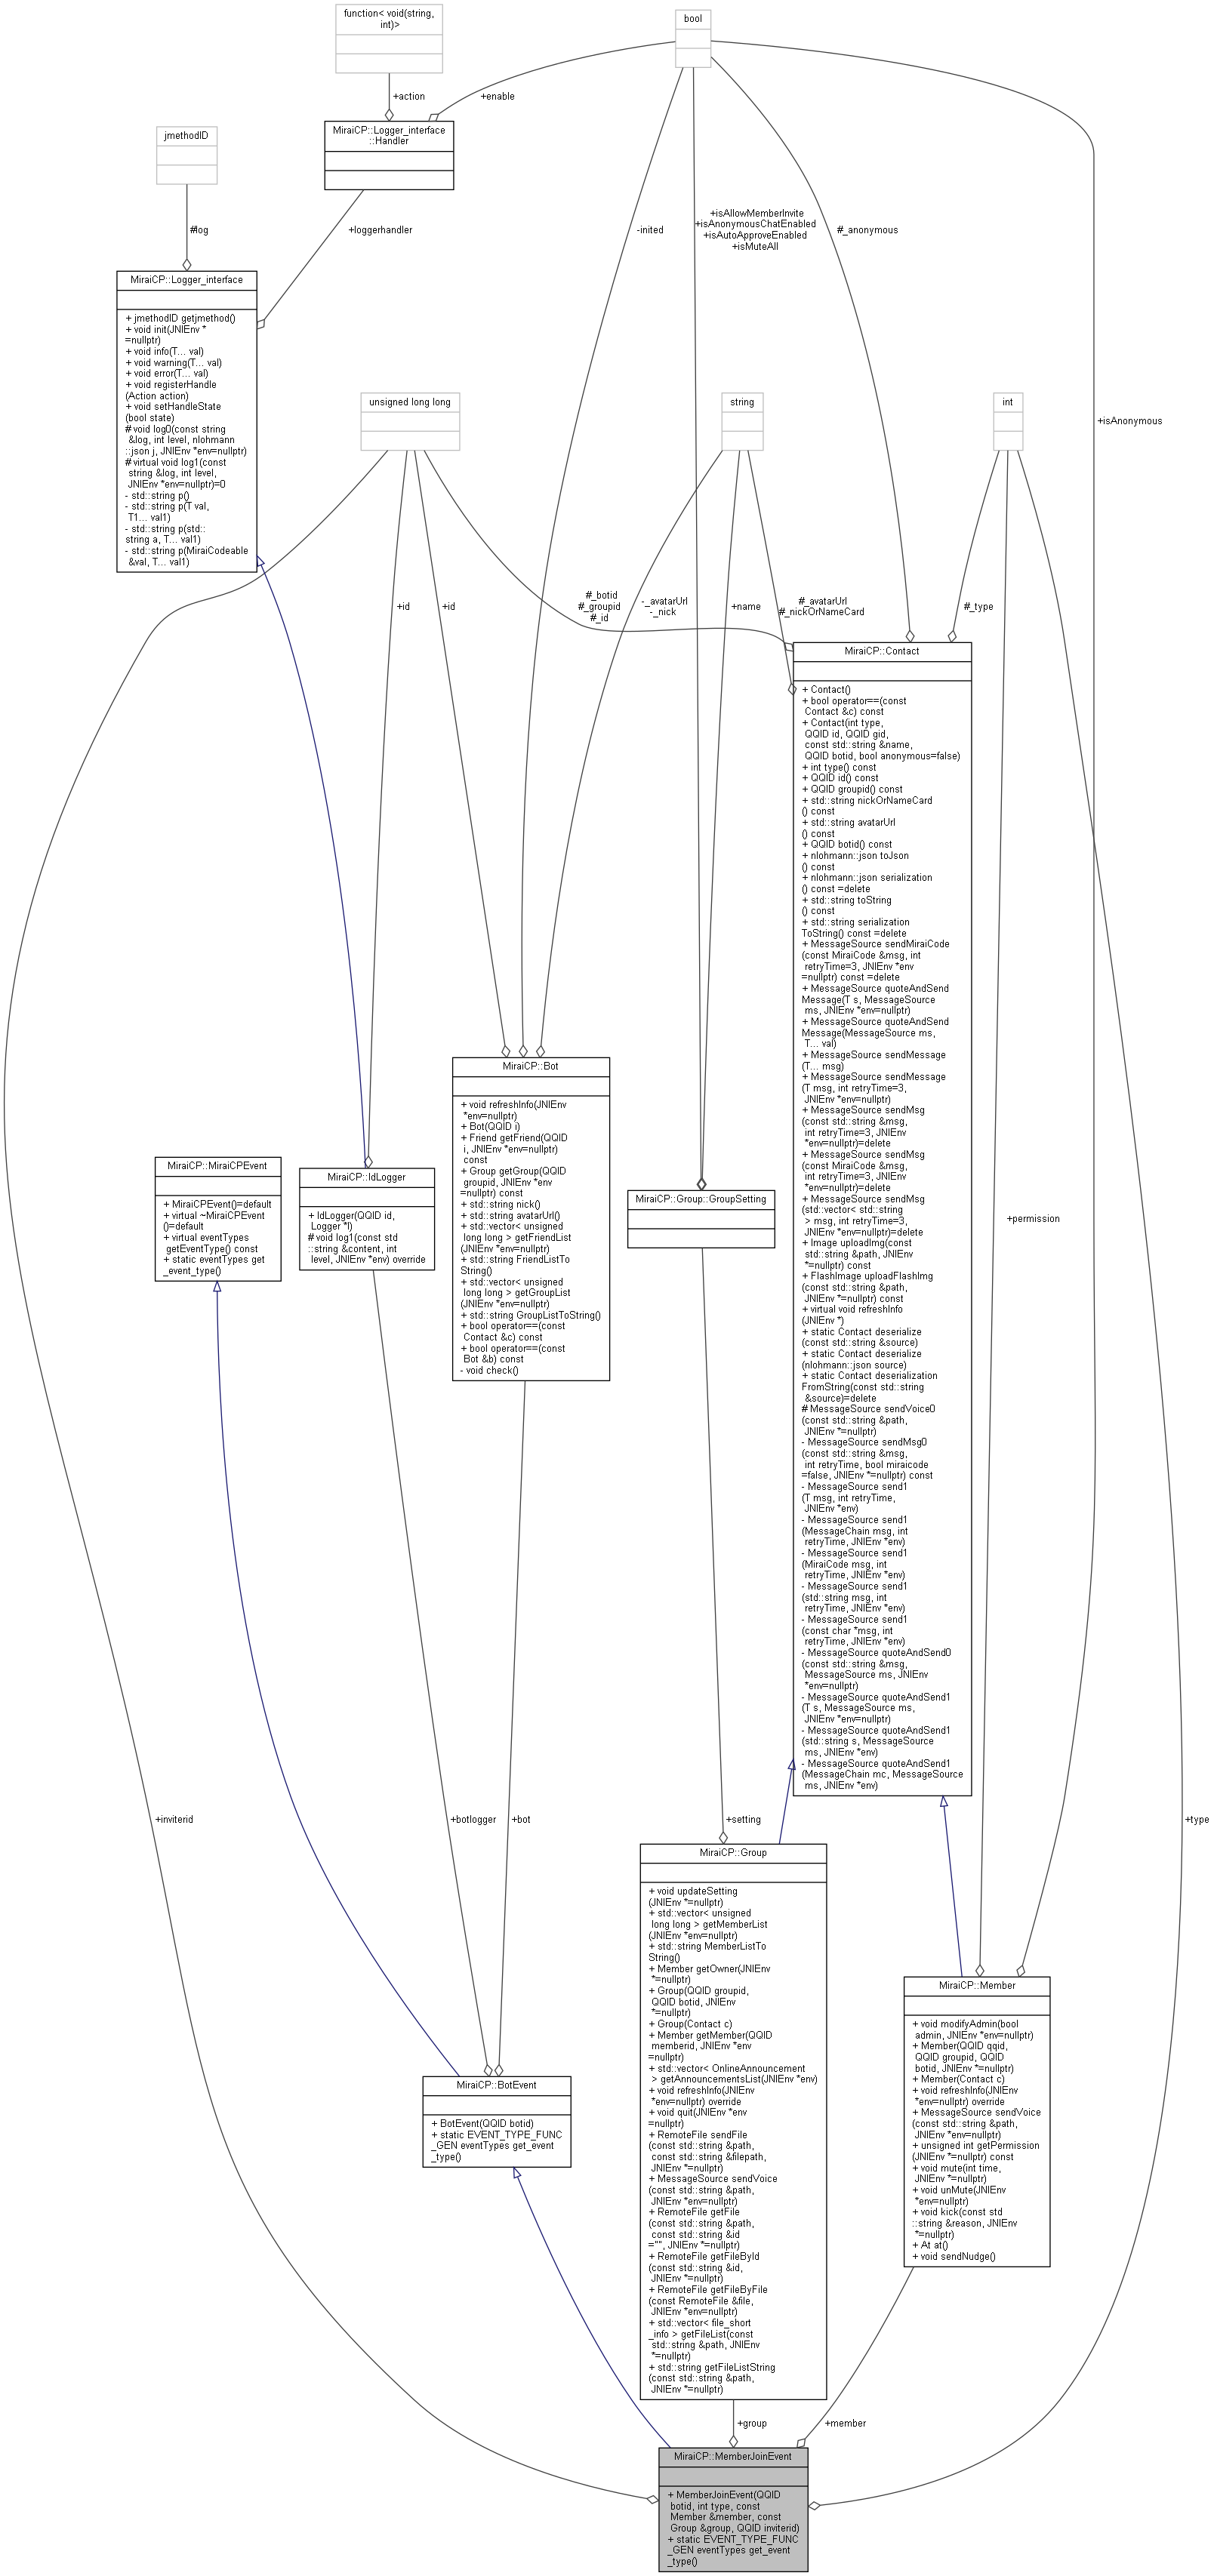 function< void(string,
int)>
bool
+action
+enable
MiraiCP::Logger_interface
::Handler
jmethodID
#log
+loggerhandler
-inited
+isAllowMemberInvite
+isAnonymousChatEnabled
+isAutoApproveEnabled
+isMuteAll
#_anonymous
+isAnonymous
MiraiCP::Logger_interface
+ jmethodID getjmethod()
+ void init(JNIEnv *
=nullptr)
+ void info(T... val)
+ void warning(T... val)
+ void error(T... val)
+ void registerHandle
(Action action)
+ void setHandleState
(bool state)
# void log0(const string
&log, int level, nlohmann
::json j, JNIEnv *env=nullptr)
# virtual void log1(const
string &log, int level,
JNIEnv *env=nullptr)=0
- std::string p()
- std::string p(T val,
T1... val1)
- std::string p(std::
string a, T... val1)
- std::string p(MiraiCodeable
&val, T... val1)
unsigned long long
string
int
+id
+id
#_botid
#_groupid
#_id
-_avatarUrl
-_nick
+name
#_avatarUrl
#_nickOrNameCard
#_type
MiraiCP::Contact
+ Contact()
+ bool operator==(const
Contact &c) const
+ Contact(int type,
QQID id, QQID gid,
const std::string &name,
QQID botid, bool anonymous=false)
+ int type() const
+ QQID id() const
+ QQID groupid() const
+ std::string nickOrNameCard
() const
+ std::string avatarUrl
() const
+ QQID botid() const
+ nlohmann::json toJson
() const
+ nlohmann::json serialization
() const =delete
+ std::string toString
() const
+ std::string serialization
ToString() const =delete
+ MessageSource sendMiraiCode
(const MiraiCode &msg, int
retryTime=3, JNIEnv *env
=nullptr) const =delete
+ MessageSource quoteAndSend
Message(T s, MessageSource
ms, JNIEnv *env=nullptr)
+ MessageSource quoteAndSend
Message(MessageSource ms,
T... val)
+ MessageSource sendMessage
(T... msg)
+ MessageSource sendMessage
(T msg, int retryTime=3,
JNIEnv *env=nullptr)
+ MessageSource sendMsg
(const std::string &msg,
int retryTime=3, JNIEnv
*env=nullptr)=delete
+ MessageSource sendMsg
(const MiraiCode &msg,
int retryTime=3, JNIEnv
*env=nullptr)=delete
+ MessageSource sendMsg
(std::vector< std::string
> msg, int retryTime=3,
JNIEnv *env=nullptr)=delete
+ Image uploadImg(const
std::string &path, JNIEnv
*=nullptr) const
+ FlashImage uploadFlashImg
(const std::string &path,
JNIEnv *=nullptr) const
+ virtual void refreshInfo
(JNIEnv *)
+ static Contact deserialize
(const std::string &source)
+ static Contact deserialize
(nlohmann::json source)
+ static Contact deserialization
FromString(const std::string
&source)=delete
# MessageSource sendVoice0
(const std::string &path,
JNIEnv *=nullptr)
- MessageSource sendMsg0
(const std::string &msg,
int retryTime, bool miraicode
=false, JNIEnv *=nullptr) const
- MessageSource send1
(T msg, int retryTime,
JNIEnv *env)
- MessageSource send1
(MessageChain msg, int
retryTime, JNIEnv *env)
- MessageSource send1
(MiraiCode msg, int
retryTime, JNIEnv *env)
- MessageSource send1
(std::string msg, int
retryTime, JNIEnv *env)
- MessageSource send1
(const char *msg, int
retryTime, JNIEnv *env)
- MessageSource quoteAndSend0
(const std::string &msg,
MessageSource ms, JNIEnv
*env=nullptr)
- MessageSource quoteAndSend1
(T s, MessageSource ms,
JNIEnv *env=nullptr)
- MessageSource quoteAndSend1
(std::string s, MessageSource
ms, JNIEnv *env)
- MessageSource quoteAndSend1
(MessageChain mc, MessageSource
ms, JNIEnv *env)
MiraiCP::Bot
+ void refreshInfo(JNIEnv
*env=nullptr)
+ Bot(QQID i)
+ Friend getFriend(QQID
i, JNIEnv *env=nullptr)
const
+ Group getGroup(QQID
groupid, JNIEnv *env
=nullptr) const
+ std::string nick()
+ std::string avatarUrl()
+ std::vector< unsigned
long long > getFriendList
(JNIEnv *env=nullptr)
+ std::string FriendListTo
String()
+ std::vector< unsigned
long long > getGroupList
(JNIEnv *env=nullptr)
+ std::string GroupListToString()
+ bool operator==(const
Contact &c) const
+ bool operator==(const
Bot &b) const
- void check()
MiraiCP::MiraiCPEvent
+ MiraiCPEvent()=default
+ virtual ~MiraiCPEvent
()=default
+ virtual eventTypes
getEventType() const
+ static eventTypes get
_event_type()
MiraiCP::IdLogger
+ IdLogger(QQID id,
Logger *l)
# void log1(const std
::string &content, int
level, JNIEnv *env) override
MiraiCP::Group::GroupSetting
+permission
+inviterid
+botlogger
+bot
+setting
+type
MiraiCP::Group
+ void updateSetting
(JNIEnv *=nullptr)
+ std::vector< unsigned
long long > getMemberList
(JNIEnv *env=nullptr)
+ std::string MemberListTo
String()
+ Member getOwner(JNIEnv
*=nullptr)
+ Group(QQID groupid,
QQID botid, JNIEnv
*=nullptr)
+ Group(Contact c)
+ Member getMember(QQID
memberid, JNIEnv *env
=nullptr)
+ std::vector< OnlineAnnouncement
> getAnnouncementsList(JNIEnv *env)
+ void refreshInfo(JNIEnv
*env=nullptr) override
+ void quit(JNIEnv *env
=nullptr)
+ RemoteFile sendFile
(const std::string &path,
const std::string &filepath,
JNIEnv *=nullptr)
+ MessageSource sendVoice
(const std::string &path,
JNIEnv *env=nullptr)
+ RemoteFile getFile
(const std::string &path,
const std::string &id
="", JNIEnv *=nullptr)
+ RemoteFile getFileById
(const std::string &id,
JNIEnv *=nullptr)
+ RemoteFile getFileByFile
(const RemoteFile &file,
JNIEnv *env=nullptr)
+ std::vector< file_short
_info > getFileList(const
std::string &path, JNIEnv
*=nullptr)
+ std::string getFileListString
(const std::string &path,
JNIEnv *=nullptr)
MiraiCP::Member
+ void modifyAdmin(bool
admin, JNIEnv *env=nullptr)
+ Member(QQID qqid,
QQID groupid, QQID
botid, JNIEnv *=nullptr)
+ Member(Contact c)
+ void refreshInfo(JNIEnv
*env=nullptr) override
+ MessageSource sendVoice
(const std::string &path,
JNIEnv *env=nullptr)
+ unsigned int getPermission
(JNIEnv *=nullptr) const
+ void mute(int time,
JNIEnv *=nullptr)
+ void unMute(JNIEnv
*env=nullptr)
+ void kick(const std
::string &reason, JNIEnv
*=nullptr)
+ At at()
+ void sendNudge()
MiraiCP::BotEvent
+ BotEvent(QQID botid)
+ static EVENT_TYPE_FUNC
_GEN eventTypes get_event
_type()
+group
+member
MiraiCP::MemberJoinEvent
+ MemberJoinEvent(QQID
botid, int type, const
Member &member, const
Group &group, QQID inviterid)
+ static EVENT_TYPE_FUNC
_GEN eventTypes get_event
_type()